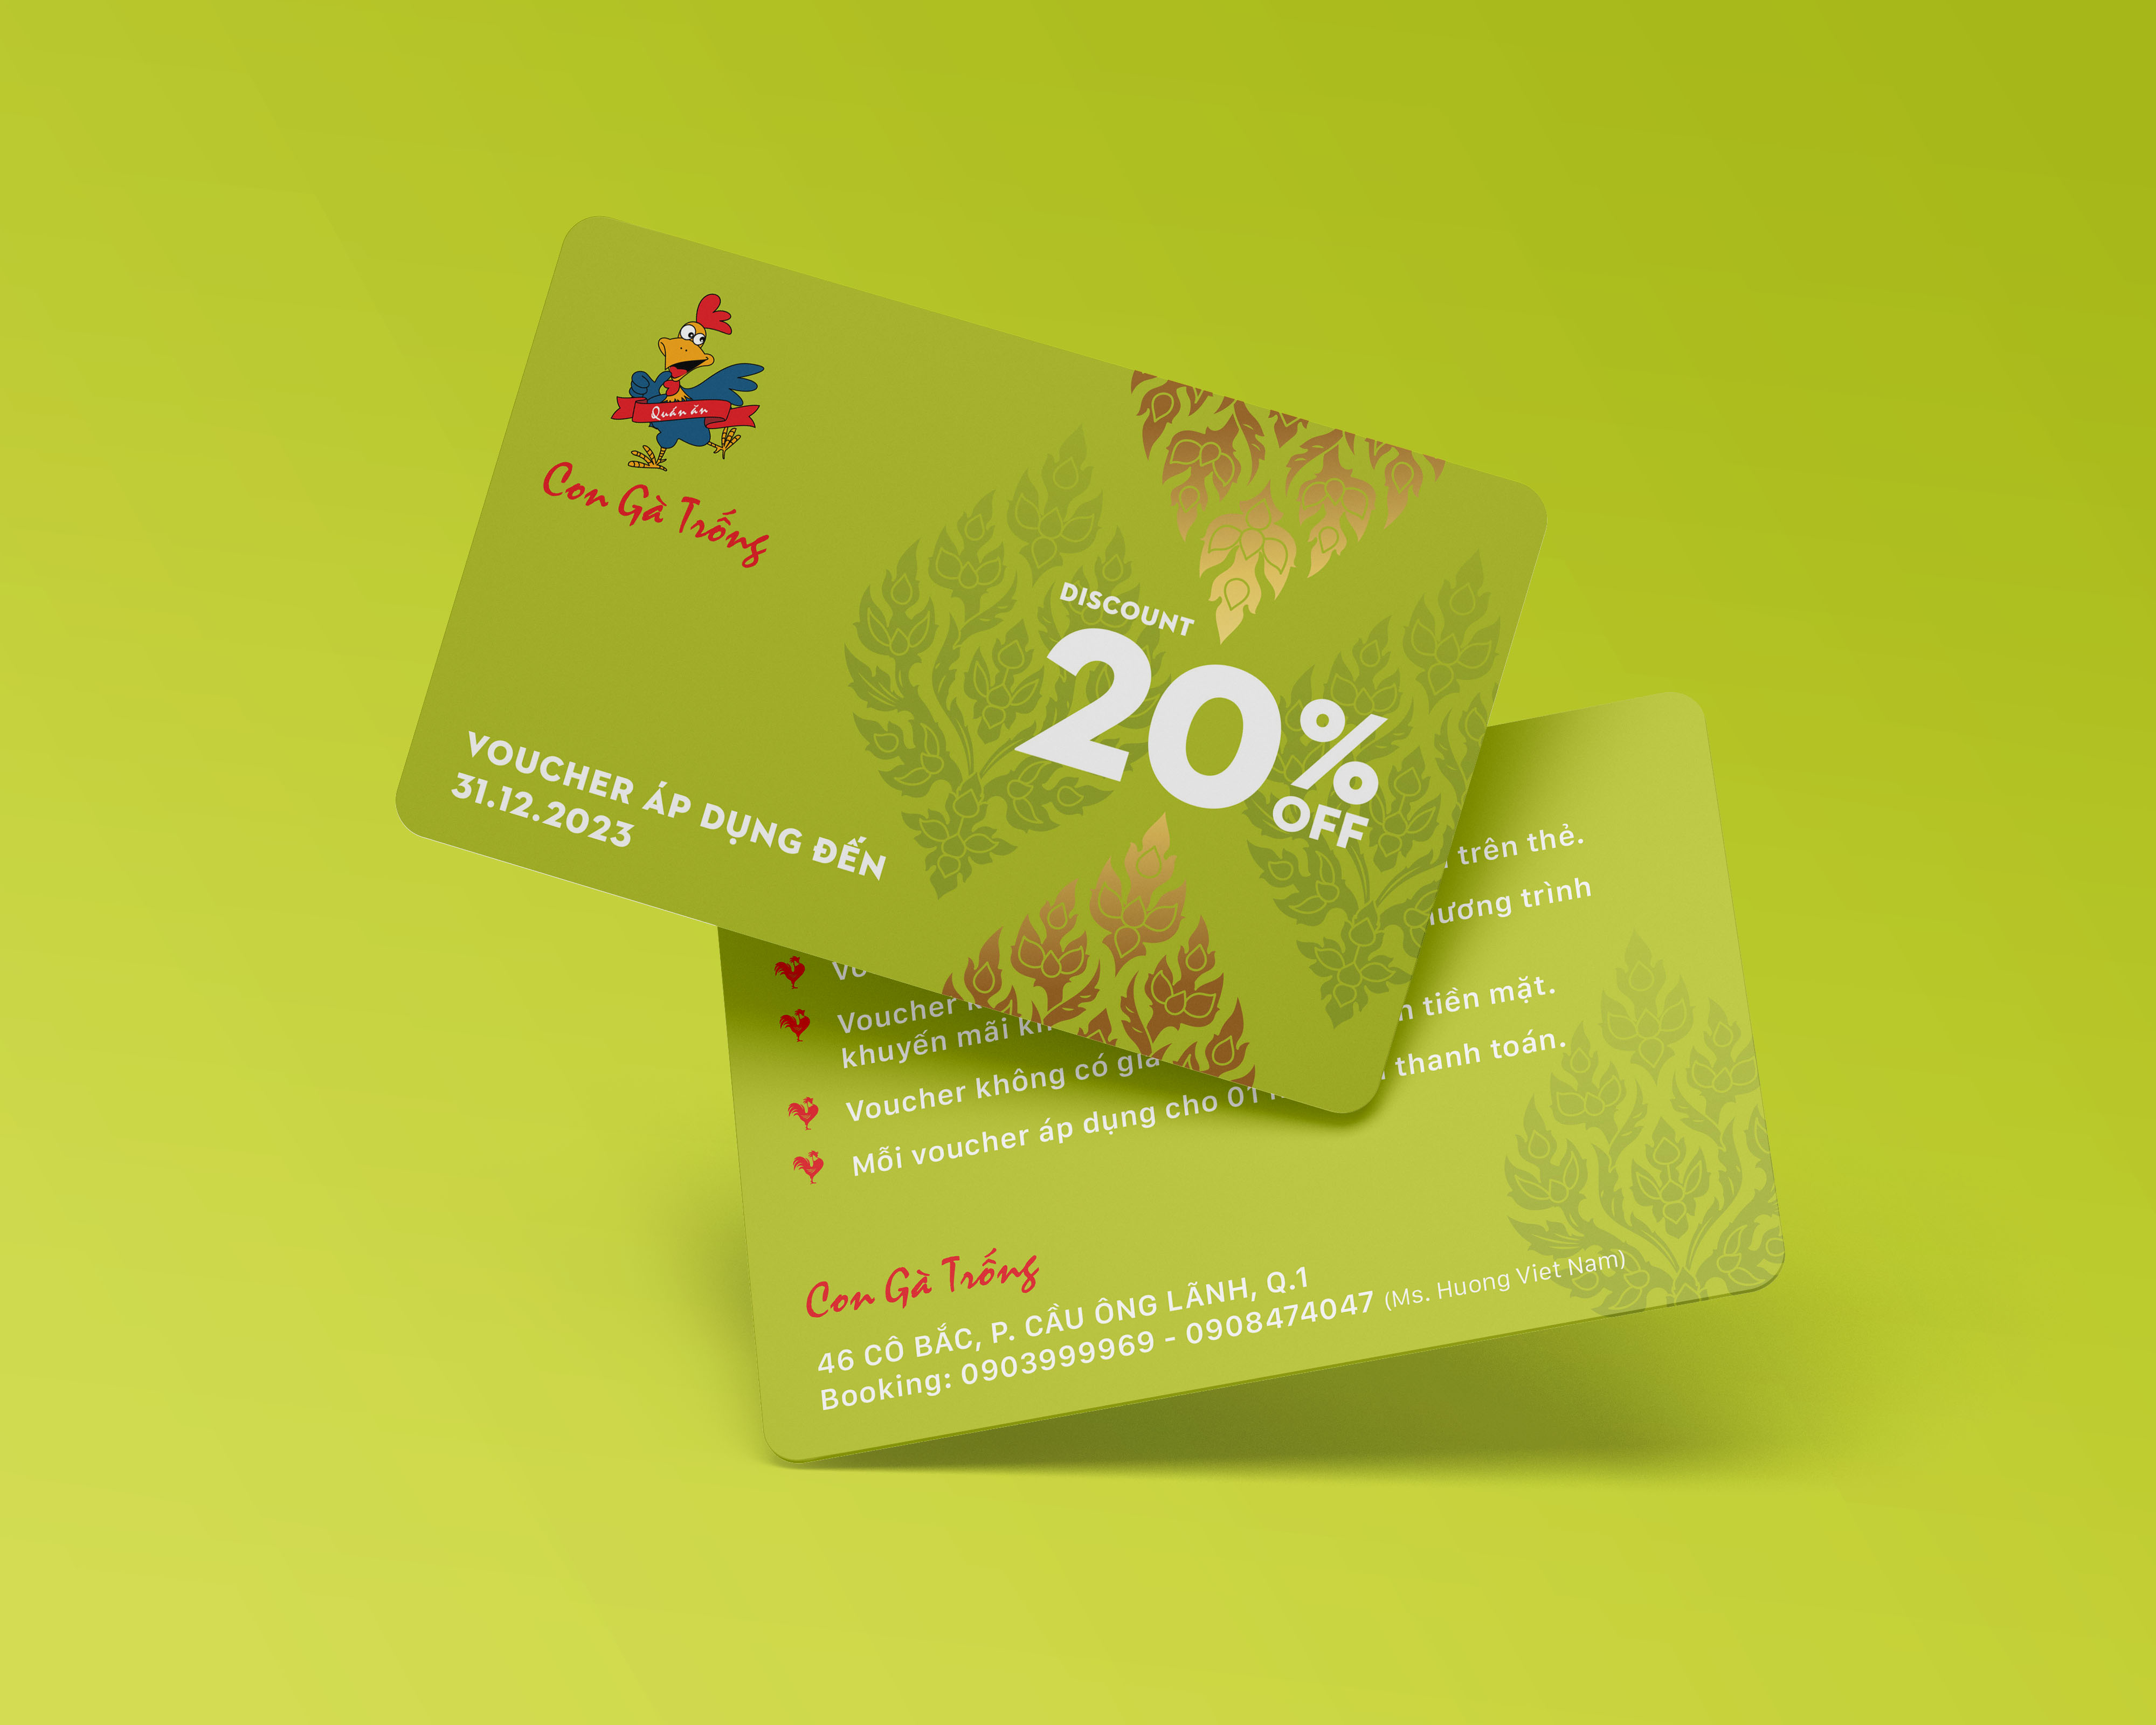 Quán ăn
Con Gà Trống
DISCOUNT
20%
OFF
VOUCHER ÁP DỤNG ĐẾN
31.12.2023
trên thẻ.
Voucher
trình
khuyến mãi
Voucher không có tiền mặt.
Mỗi voucher áp dụng cho 01 thanh toán.
Con Gà Trống
46 CÔ BẮC, P. CẦU ÔNG LÃNH, Q.1
Booking: 0903999969 - 0908474047 (Ms. Huong Viet Nam)